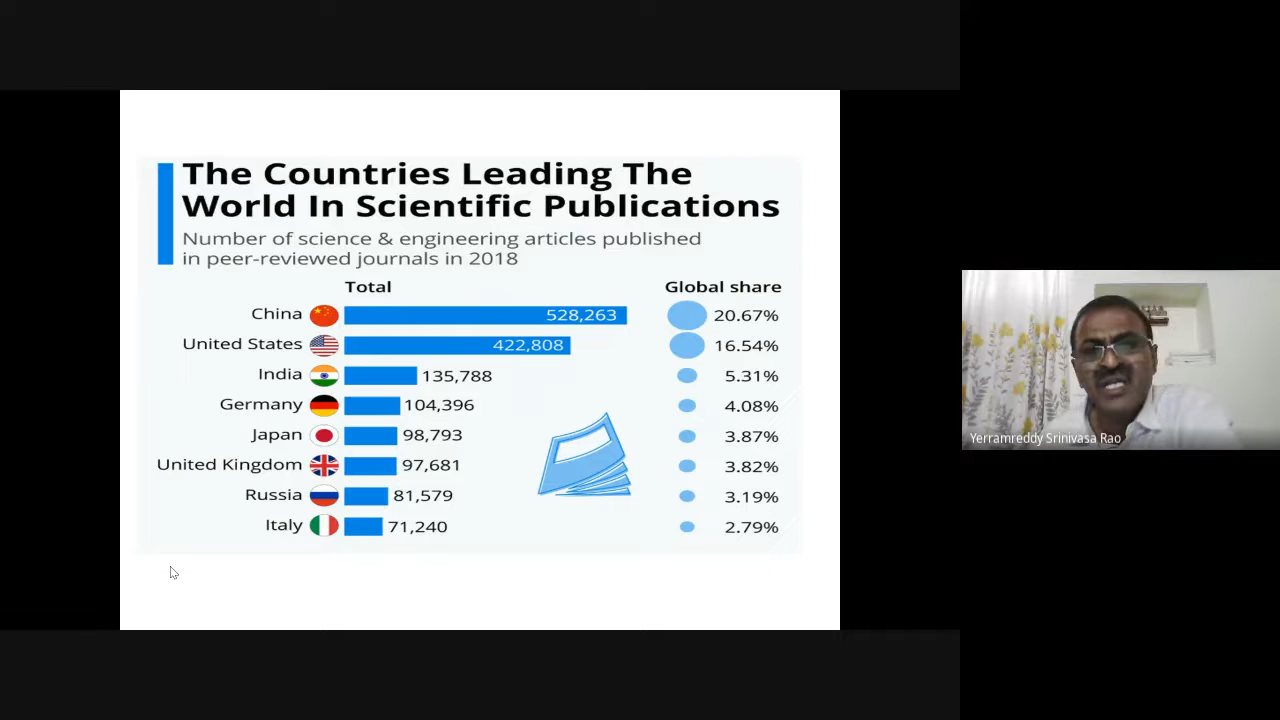 The Countries Leading The
World In Scientific Publications
Number of science & engineering articles published
in peer-reviewed journals in 2018
Total Global share
China 528,263 20.67%
United States 422,808 16.54%
India 135,788 5.31%
Germany 104,396 4.08%
Japan 98,793 3.87%
United Kingdom 97,681 3.82%
Russia 81,579 3.19%
Italy 71,240 2.79%
Yerramreddy Srinivasa Rao